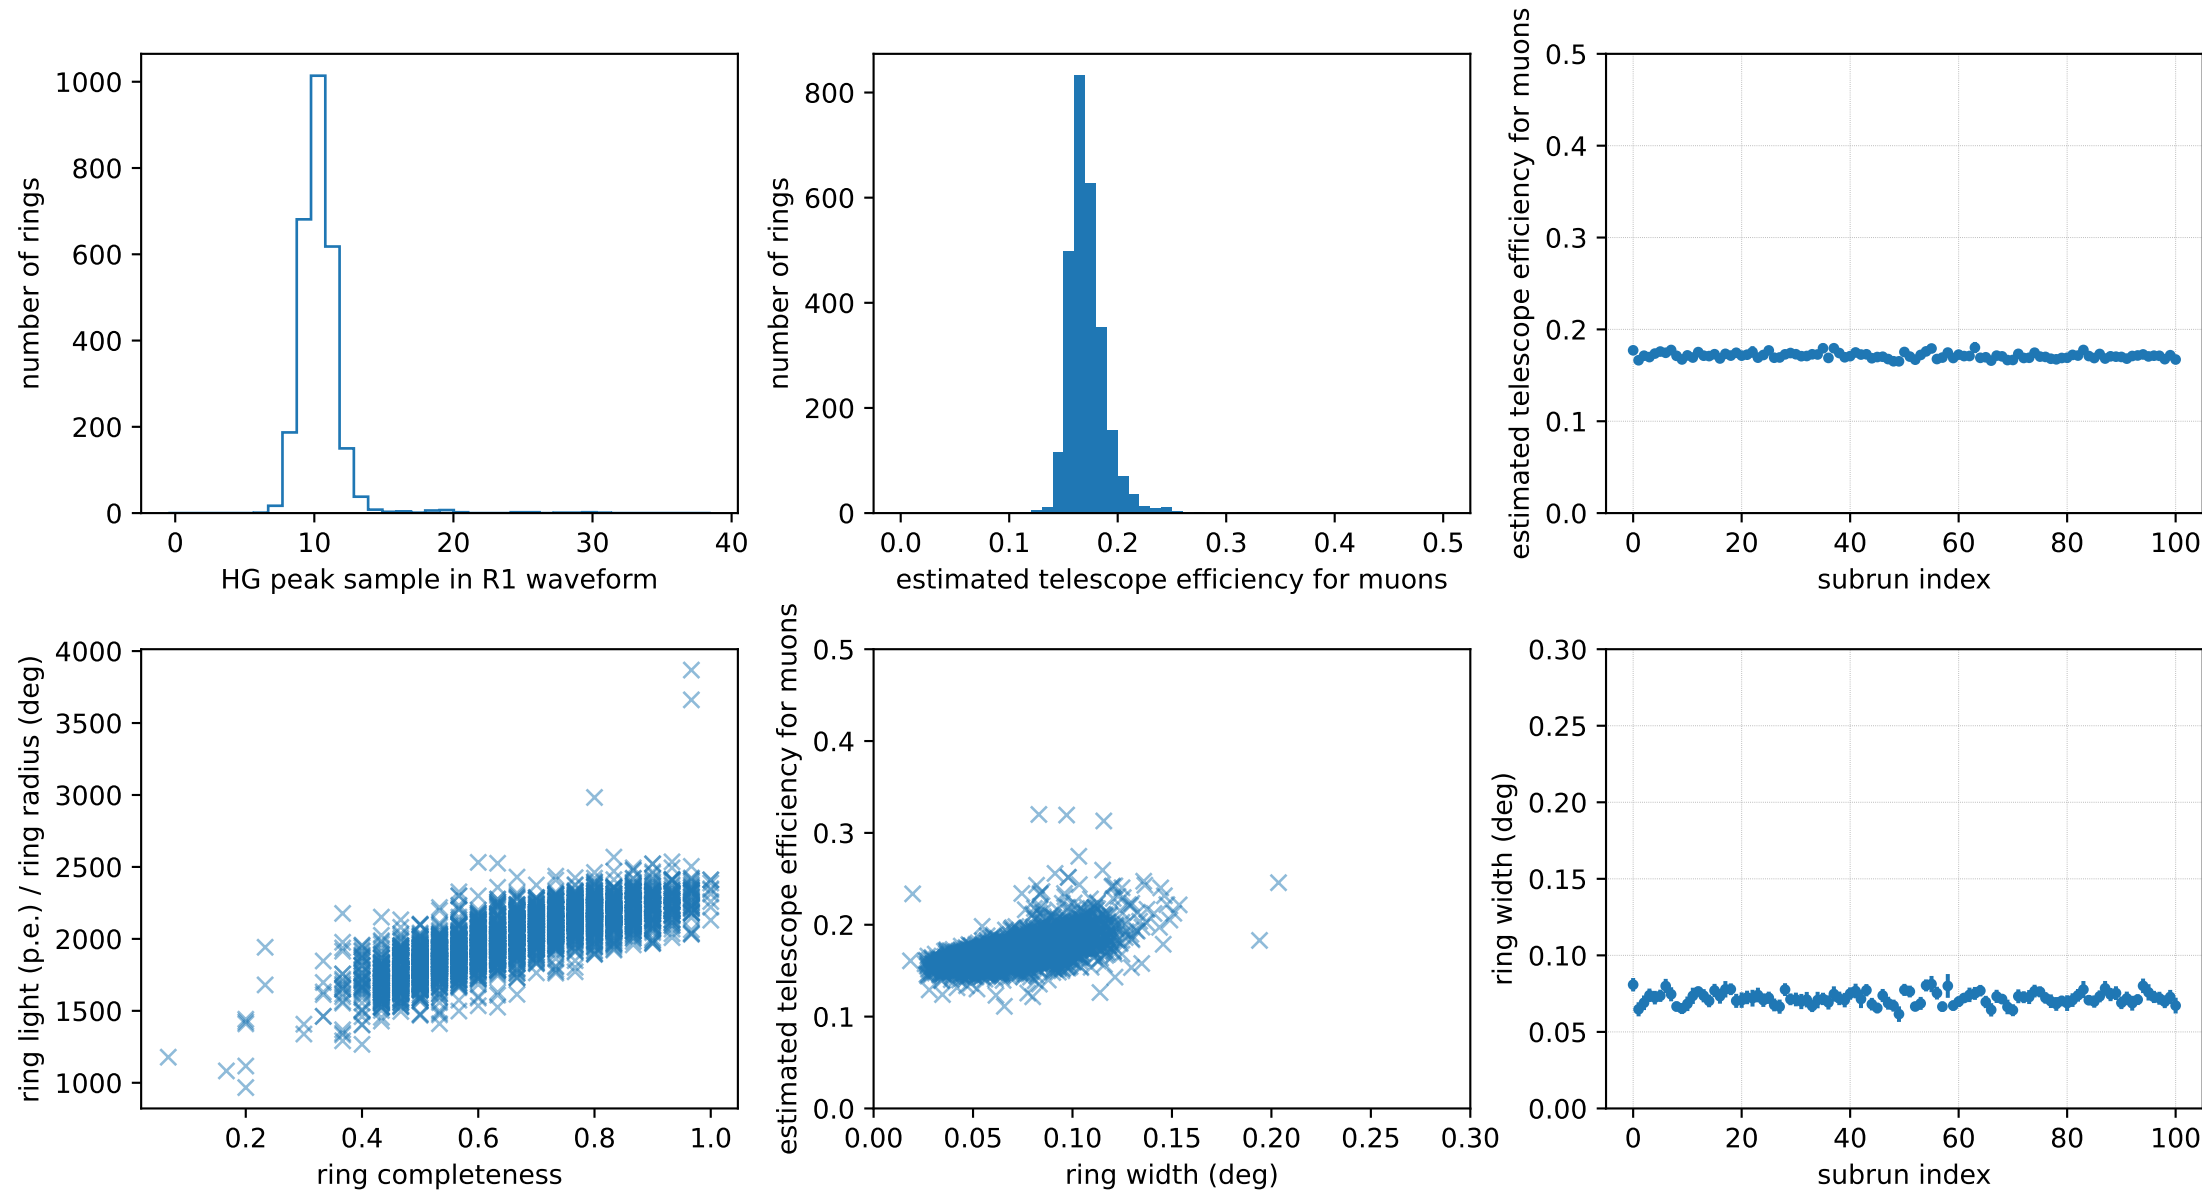 number of rings
1000
800
600
400
200
0
0 10 20 30 40
HG peak sample in R1 waveform
number of rings
800
600
400
200
0
0.0 0.1 0.2 0.3 0.4 0.5
estimated telescope efficiency for muons
estimated telescope efficiency for muons
0.5
0.4
0.3
0.2
0.1
0.0
0 20 40 60 80 100
subrun index
ring light (p.e.) / ring radius (deg)
4000
3500
3000
2500
2000
1500
1000
0.2 0.4 0.6 0.8 1.0
ring completeness
estimated telescope efficiency for muons
0.5
0.4
0.3
0.2
0.1
0.0
0.00 0.05 0.10 0.15 0.20 0.25 0.30
ring width (deg)
ring width (deg)
0.30
0.25
0.20
0.15
0.10
0.05
0.00
0 20 40 60 80 100
subrun index